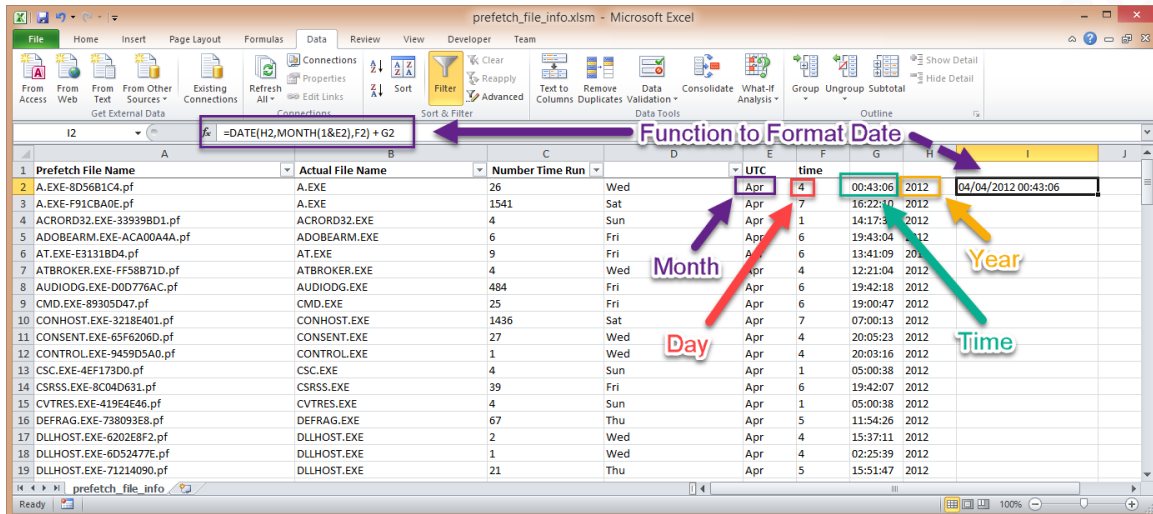 prefetch_file_info.xlsm - Microsoft Excel
File Home Insert Page Layout Formulas Data Review View Developer Team
From Access
From Web
From Text
From Other Sources
Existing Connections
Get External Data
Refresh All
Connections
Properties
Edit Links
Connections
Sort
Filter
Clear
Reapply
Advanced
Sort & Filter
Text to Columns
Remove Duplicates
Data Validation
Consolidate
What-If Analysis
Data Tools
Group
Ungroup
Subtotal
Show Detail
Hide Detail
Outline
I2 fx =DATE(H2,MONTH(1&E2),F2) + G2
Function to Format Date
A B C D E F G H I J
1 Prefetch File Name Actual File Name Number Time Run UTC time
2 A.EXE-8D56B1C4.pf A.EXE 26 Wed Apr 4 00:43:06 2012 04/04/2012 00:43:06
3 A.EXE-F91CBA0E.pf A.EXE 1541 Sat Apr 7 16:22:10 2012
4 ACRORD32.EXE-33939BD1.pf ACRORD32.EXE 4 Sun Apr 1 2012
5 ADOBEARM.EXE-ACA00A4A.pf ADOBEARM.EXE 6 Fri Apr 6 19:43:04 2012
6 AT.EXE-E3131BD4.pf AT.EXE 9 Fri Apr 6 13:41:09
7 ATBROKER.EXE-FF58B71D.pf ATBROKER.EXE 4 Wed Apr 4 12:21:04 2012
8 AUDIODG.EXE-D0D776AC.pf AUDIODG.EXE 484 Fri Apr 6 19:42:18 2012
9 CMD.EXE-89305D47.pf CMD.EXE 25 Fri Apr 6 19:00:47 2012
10 CONHOST.EXE-3218E401.pf CONHOST.EXE 1436 Sat Apr 7 07:00:13 2012
11 CONSENT.EXE-65F6206D.pf CONSENT.EXE 27 Wed Apr 4 20:05:23 2012
12 CONTROL.EXE-9459D5A0.pf CONTROL.EXE 1 Wed Apr 4 20:03:16 2012
13 CSC.EXE-4EF173D0.pf CSC.EXE 4 Sun Apr 1 05:00:38 2012
14 CSRSS.EXE-8C04D631.pf CSRSS.EXE 39 Fri Apr 6 19:42:07 2012
15 CVTRES.EXE-419E4E46.pf CVTRES.EXE 4 Sun Apr 1 05:00:38 2012
16 DEFRAG.EXE-738093E8.pf DEFRAG.EXE 67 Thu Apr 5 11:54:26 2012
17 DLLHOST.EXE-6202E8F2.pf DLLHOST.EXE 2 Wed Apr 4 15:37:11 2012
18 DLLHOST.EXE-6D52477E.pf DLLHOST.EXE 1 Wed Apr 4 02:25:39 2012
19 DLLHOST.EXE-71214090.pf DLLHOST.EXE 21 Thu Apr 5 15:51:47 2012
Month
Day
Time
Year
prefetch_file_info
Ready 100%